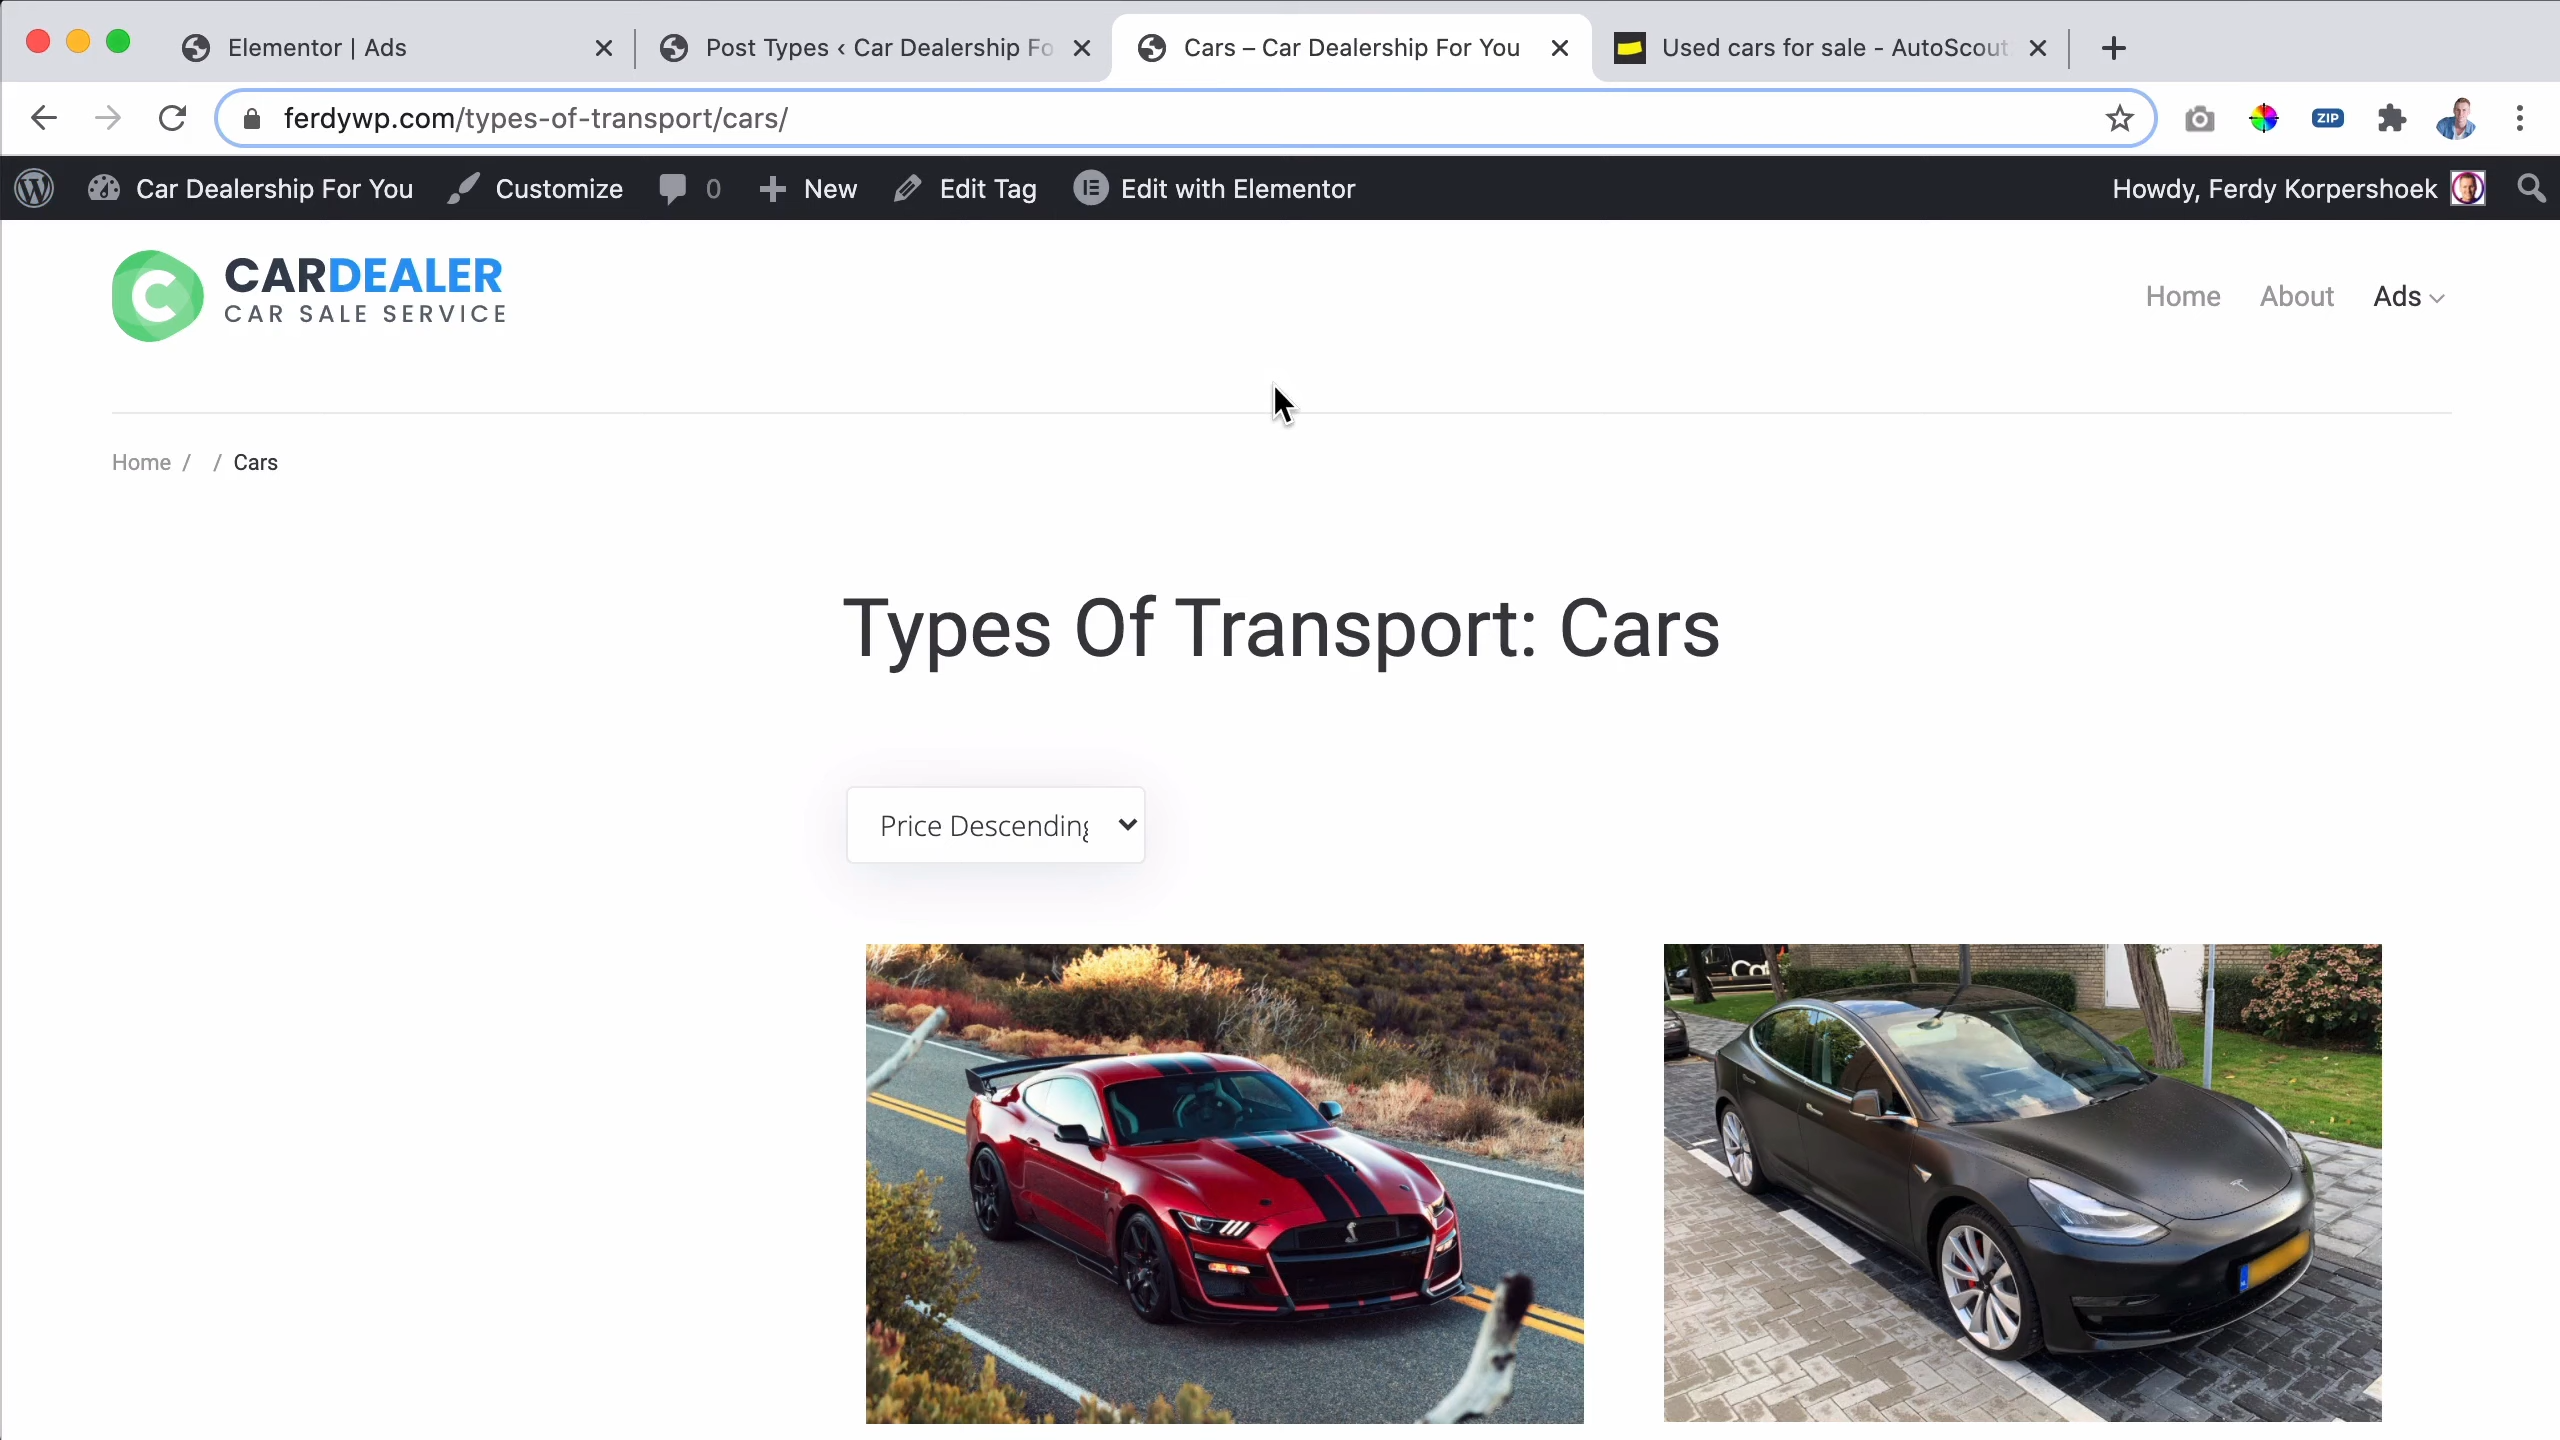 Elementor | Ads
Post Types ‹ Car Dealership Fo
Cars – Car Dealership For You
Used cars for sale - AutoScout
ferdywp.com/types-of-transport/cars/
ZIP
Car Dealership For You
Customize
0
New
Edit Tag
Edit with Elementor
Howdy, Ferdy Korpershoek
C
CARDEALER
CAR SALE SERVICE
Home
About
Ads
Home / / Cars
Types Of Transport: Cars
Price Descending